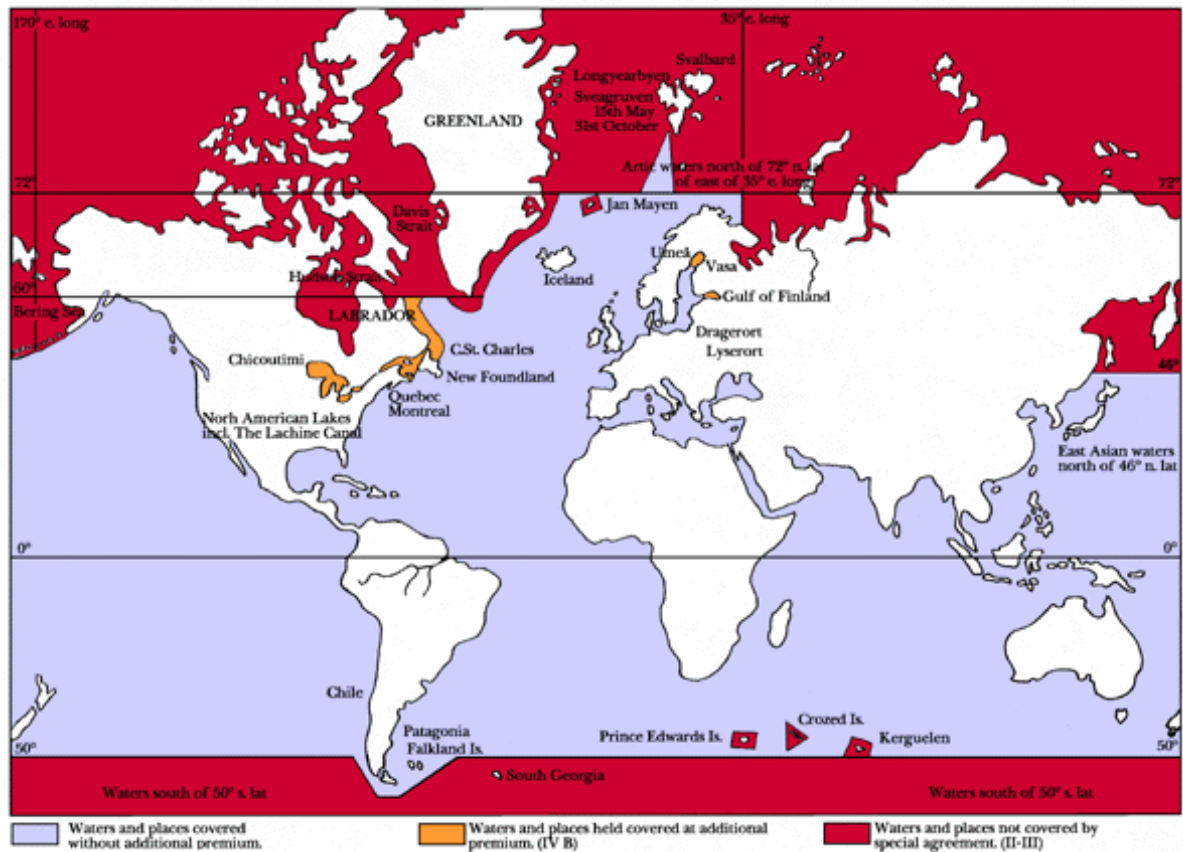 170° e. long
35° e. long
Svalbard
Longyearbyen
Sveagruven
15th May
31st October
GREENLAND
Artic waters north of 72° n. lat
of east of 35° e. long
72°
72°
Jan Mayen
Davis
Strait
Umeå
Vasa
Iceland
Hudson Strait
60°
Gulf of Finland
Bering Sea
LABRADOR
Dragerort
Lyserort
C.St. Charles
Chicoutimi
46°
New Foundland
Quebec
Montreal
Norh American Lakes
incl. The Lachine Canal
East Asian waters
north of 46° n. lat
0°
0°
Chile
Patagonia
Falkland Is.
Prince Edwards Is.
Crozed Is.
Kerguelen
50°
50°
South Georgia
Waters south of 50° s. lat
Waters south of 50° s. lat
Waters and places covered
without additional premium.
Waters and places held covered at additional
premium. (IV B)
Waters and places not covered by
special agreement. (II-III)